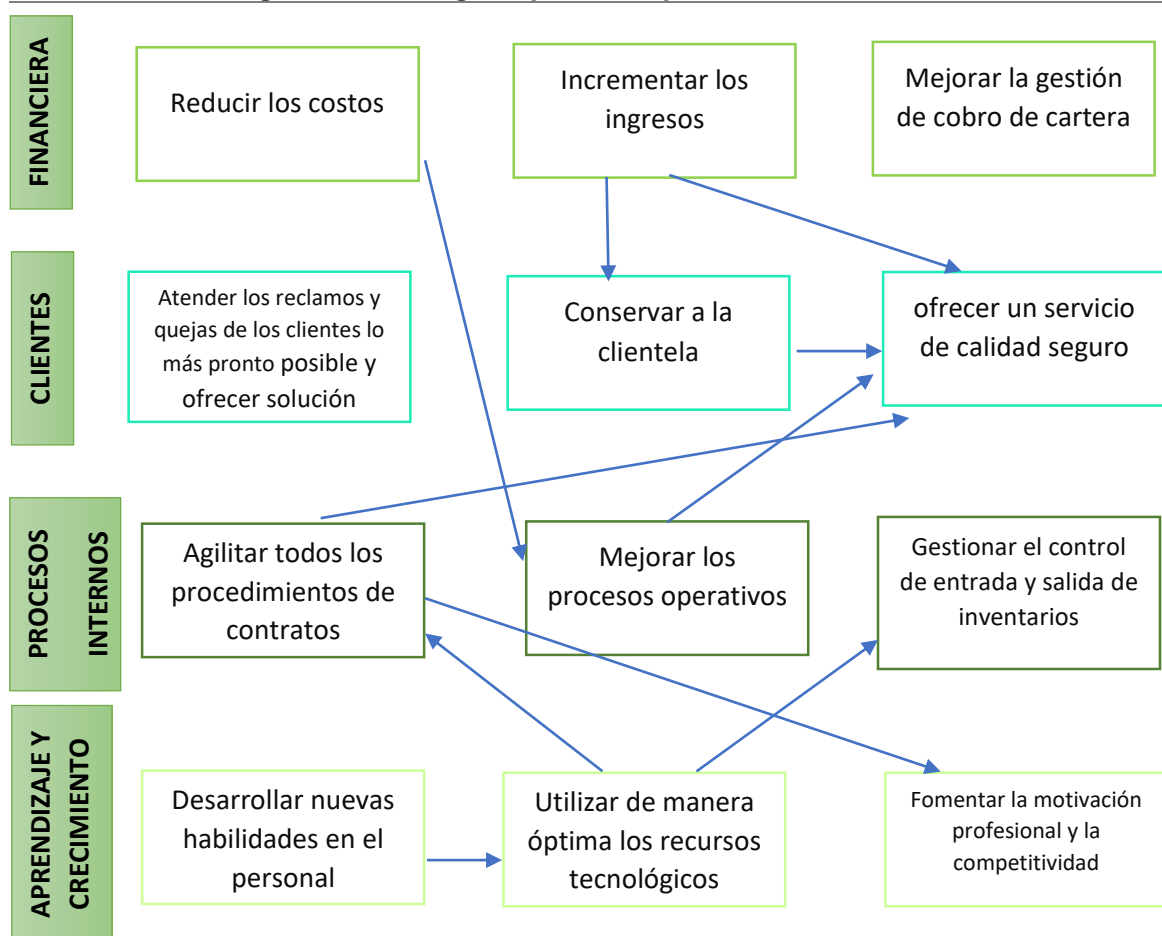 FINANCIERA
Reducir los costos
Incrementar los
ingresos
Mejorar la gestión
de cobro de cartera
CLIENTES
Atender los reclamos y
quejas de los clientes lo
más pronto posible y
ofrecer solución
Conservar a la
clientela
ofrecer un servicio
de calidad seguro
PROCESOS
INTERNOS
Agilitar todos los
procedimientos de
contratos
Mejorar los
procesos operativos
Gestionar el control
de entrada y salida de
inventarios
APRENDIZAJE Y
CRECIMIENTO
Desarrollar nuevas
habilidades en el
personal
Utilizar de manera
óptima los recursos
tecnológicos
Fomentar la motivación
profesional y la
competitividad